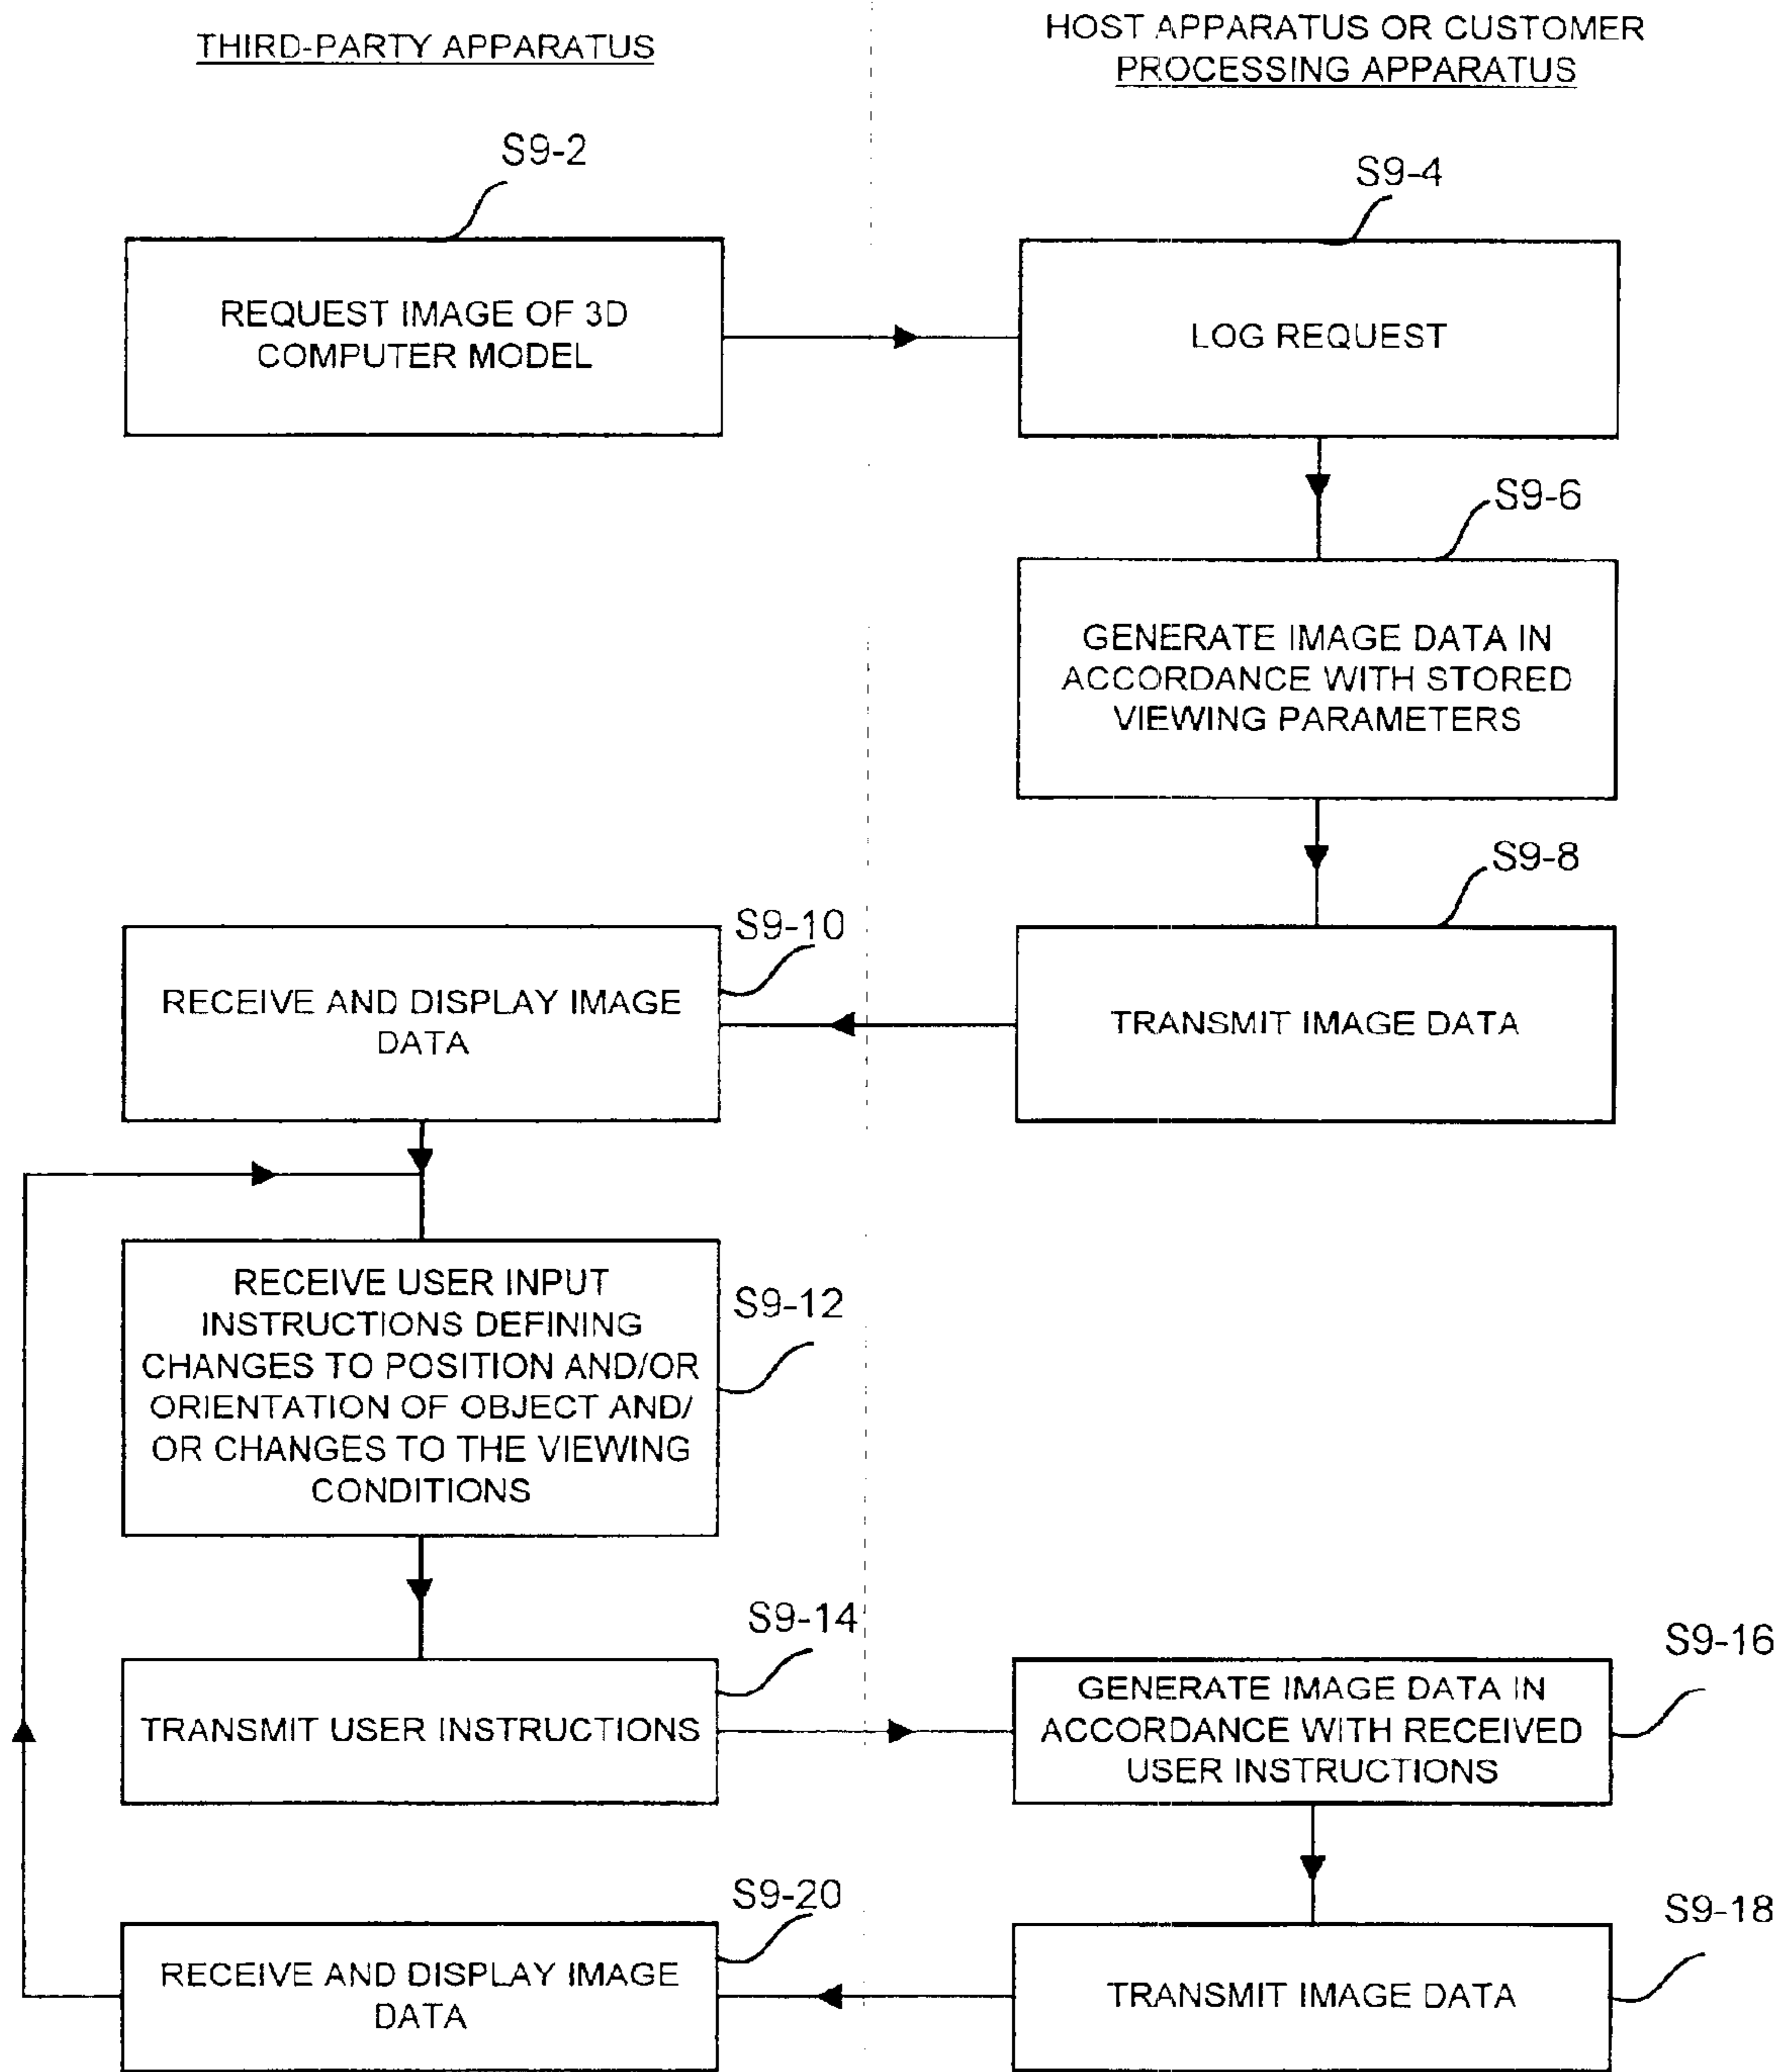 THIRD-PARTY APPARATUS
HOST APPARATUS OR CUSTOMER
PROCESSING APPARATUS
S9-2
REQUEST IMAGE OF 3D
COMPUTER MODEL
S9-4
LOG REQUEST
S9-6
GENERATE IMAGE DATA IN
ACCORDANCE WITH STORED
VIEWING PARAMETERS
S9-8
TRANSMIT IMAGE DATA
S9-10
RECEIVE AND DISPLAY IMAGE
DATA
S9-12
RECEIVE USER INPUT
INSTRUCTIONS DEFINING
CHANGES TO POSITION AND/OR
ORIENTATION OF OBJECT AND/
OR CHANGES TO THE VIEWING
CONDITIONS
S9-14
TRANSMIT USER INSTRUCTIONS
S9-16
GENERATE IMAGE DATA IN
ACCORDANCE WITH RECEIVED
USER INSTRUCTIONS
S9-18
TRANSMIT IMAGE DATA
S9-20
RECEIVE AND DISPLAY IMAGE
DATA